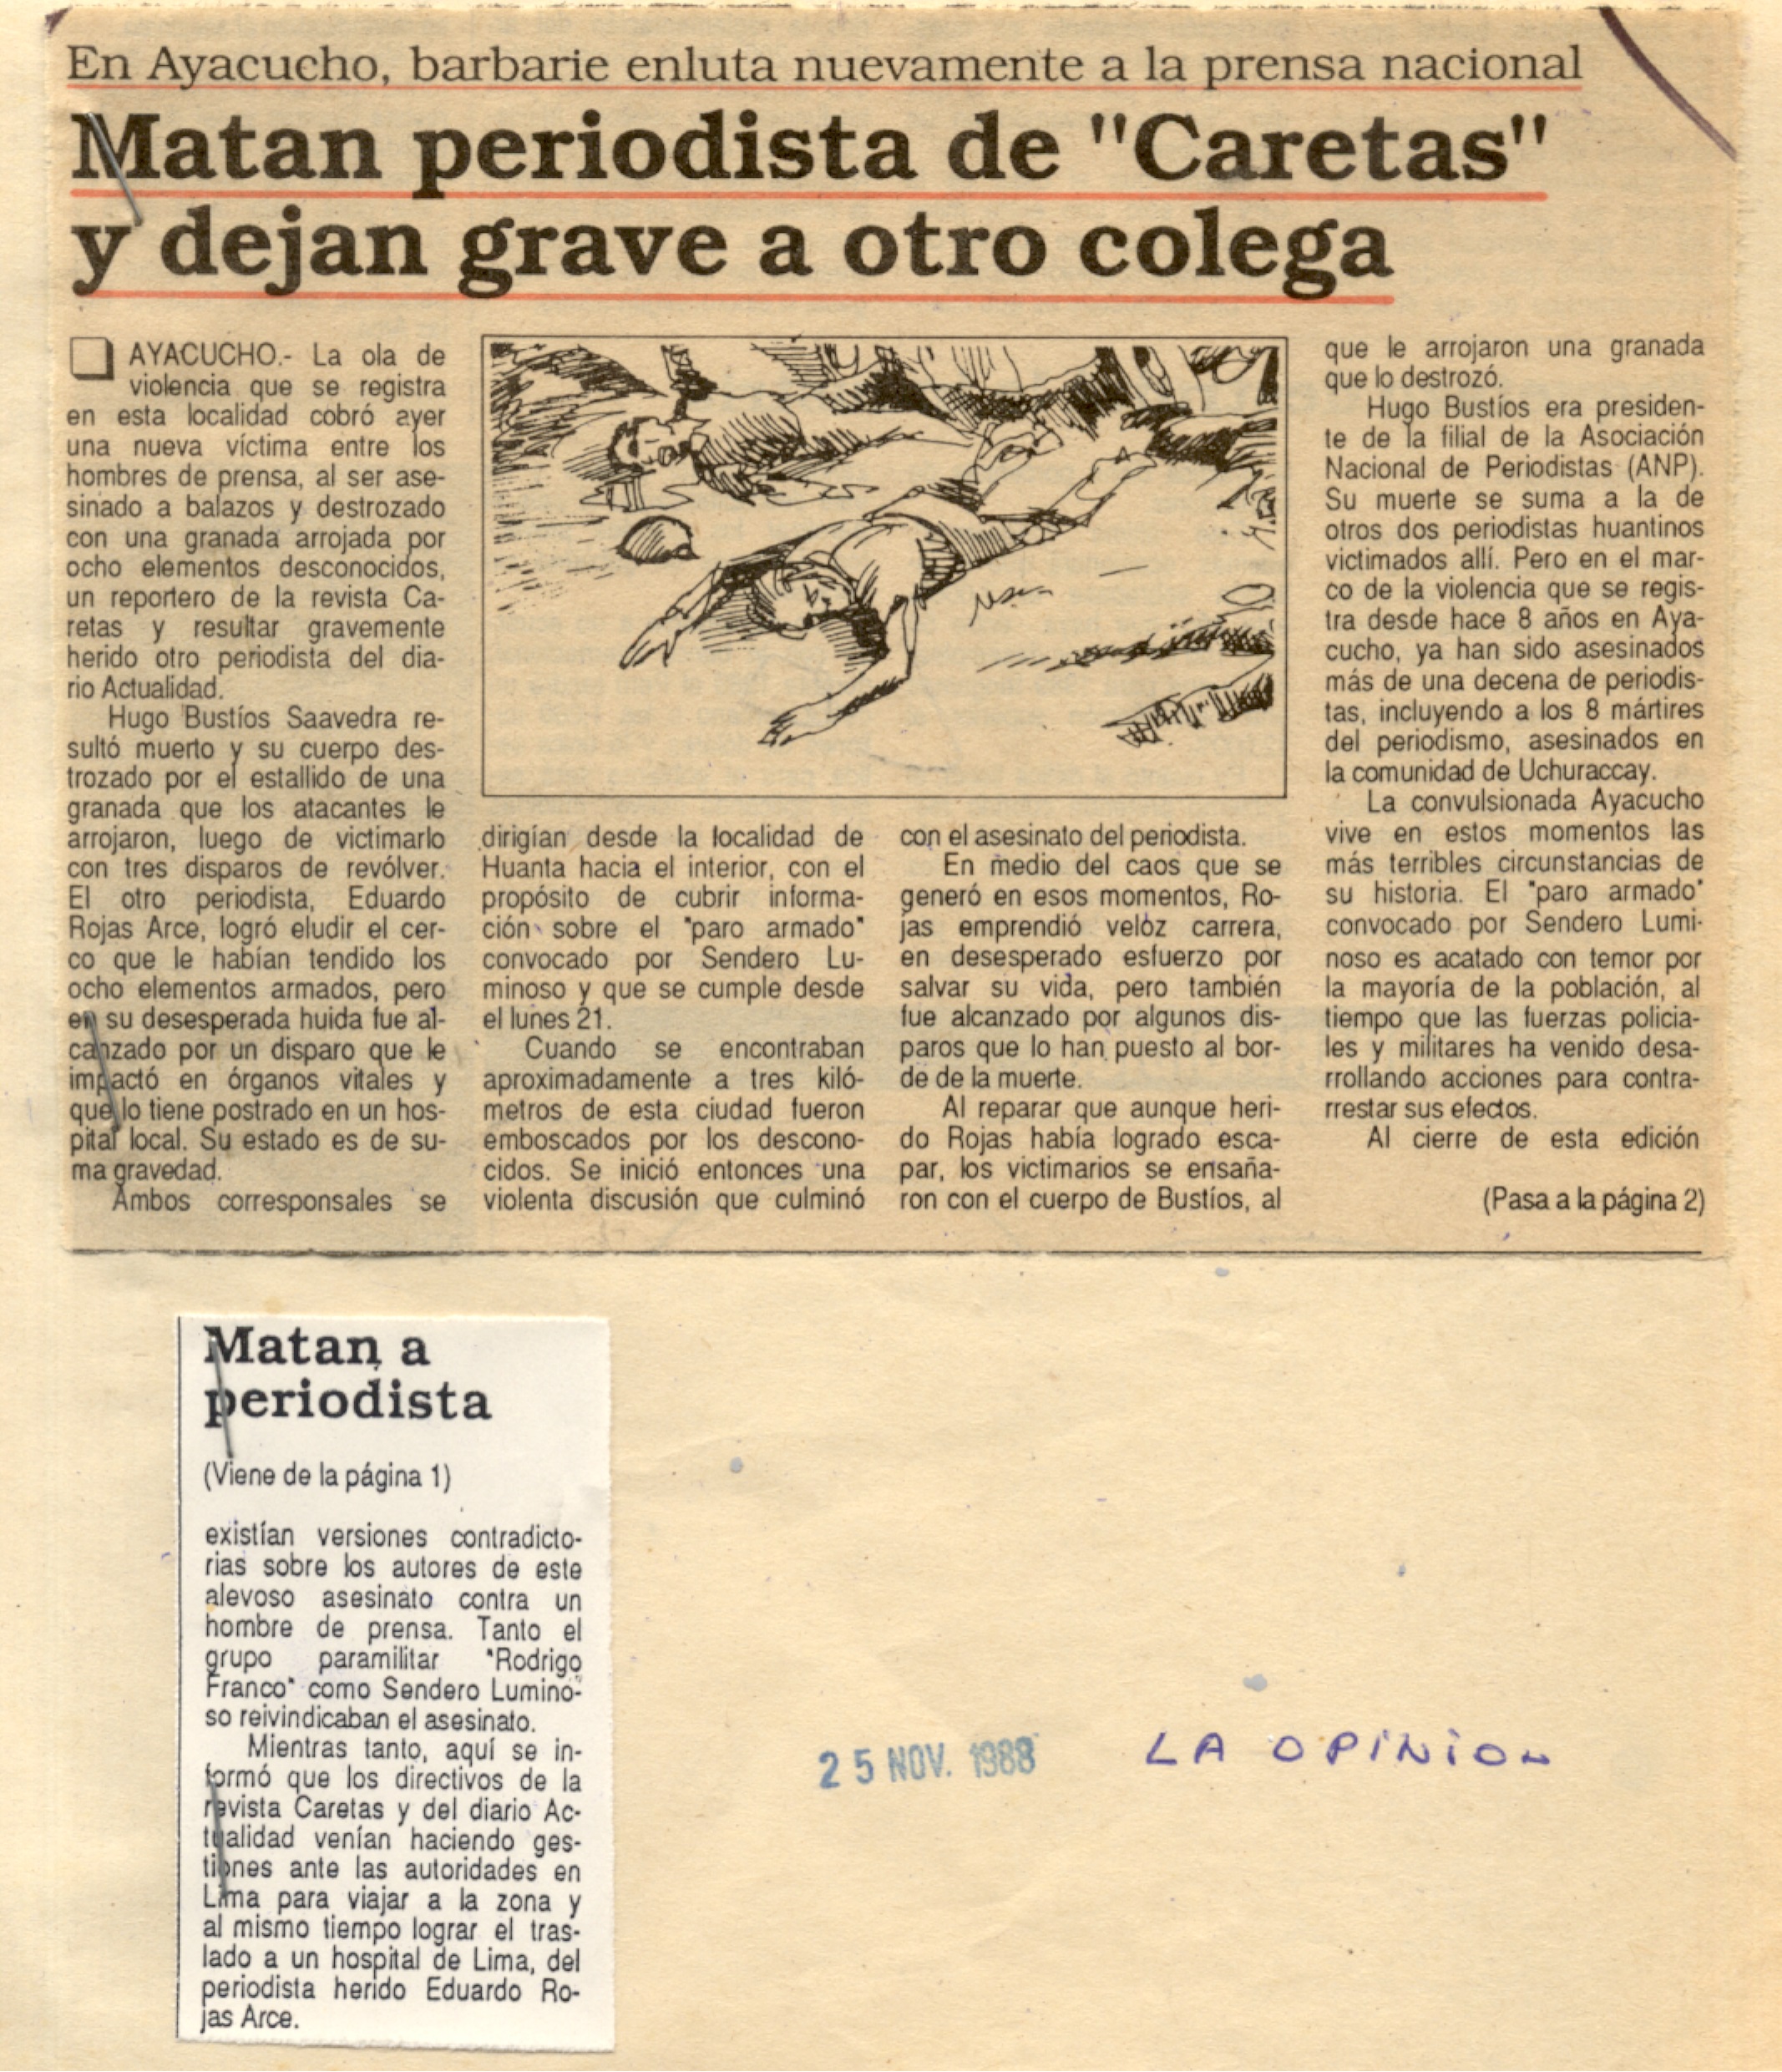 En Ayacucho, barbarie enluta nuevamente a la prensa nacional
Matan periodista de "Caretas"
y dejan grave a otro colega
AYACUCHO.- La ola de
violencia que se registra
en esta localidad cobró ayer
una nueva víctima entre los
hombres de prensa, al ser ase-
sinado a balazos y destrozado
con una granada arrojada por
ocho elementos desconocidos,
un reportero de la revista Ca-
retas y resultar gravemente
herido otro periodista del dia-
rio Actualidad.
Hugo Bustíos Saavedra re-
sultó muerto y su cuerpo des-
trozado por el estallido de una
granada que los atacantes le
arrojaron, luego de victimarlo
con tres disparos de revólver.
El otro periodista, Eduardo
Rojas Arce, logró eludir el cer-
co que le habían tendido los
ocho elementos armados, pero
en su desesperada huida fue al-
canzado por un disparo que le
impactó en órganos vitales y
que lo tiene postrado en un hos-
pital local. Su estado es de su-
ma gravedad.
Ambos corresponsales se
dirigían desde la localidad de
Huanta hacia el interior, con el
propósito de cubrir informa-
ción sobre el "paro armado"
convocado por Sendero Lu-
minoso y que se cumple desde
el lunes 21.
Cuando se encontraban
aproximadamente a tres kiló-
metros de esta ciudad fueron
emboscados por los descono-
cidos. Se inició entonces una
violenta discusión que culminó
con el asesinato del periodista.
En medio del caos que se
generó en esos momentos, Ro-
jas emprendió veloz carrera,
en desesperado esfuerzo por
salvar su vida, pero también
fue alcanzado por algunos dis-
paros que lo han puesto al bor-
de de la muerte.
Al reparar que aunque heri-
do Rojas había logrado esca-
par, los victimarios se ensaña-
ron con el cuerpo de Bustíos, al
que le arrojaron una granada
que lo destrozó.
Hugo Bustíos era presiden-
te de la filial de la Asociación
Nacional de Periodistas (ANP).
Su muerte se suma a la de
otros dos periodistas huantinos
victimados allí. Pero en el mar-
co de la violencia que se regis-
tra desde hace 8 años en Aya-
cucho, ya han sido asesinados
más de una decena de periodis-
tas, incluyendo a los 8 mártires
del periodismo, asesinados en
la comunidad de Uchuraccay.
La convulsionada Ayacucho
vive en estos momentos las
más terribles circunstancias de
su historia. El "paro armado"
convocado por Sendero Lumi-
noso es acatado con temor por
la mayoría de la población, al
tiempo que las fuerzas policia-
les y militares ha venido desa-
rrollando acciones para contra-
rrestar sus efectos.
Al cierre de esta edición
(Pasa a la página 2)
Matan a
periodista
(Viene de la página 1)
existían versiones contradicto-
rias sobre los autores de este
alevoso asesinato contra un
hombre de prensa. Tanto el
grupo paramilitar "Rodrigo
Franco" como Sendero Lumino-
so reivindicaban el asesinato.
Mientras tanto, aquí se in-
formó que los directivos de la
revista Caretas y del diario Ac-
tualidad venían haciendo ges-
tiones ante las autoridades en
Lima para viajar a la zona y
al mismo tiempo lograr el tras-
lado a un hospital de Lima, del
periodista herido Eduardo Ro-
jas Arce.
25 NOV. 1988
LA OPINION